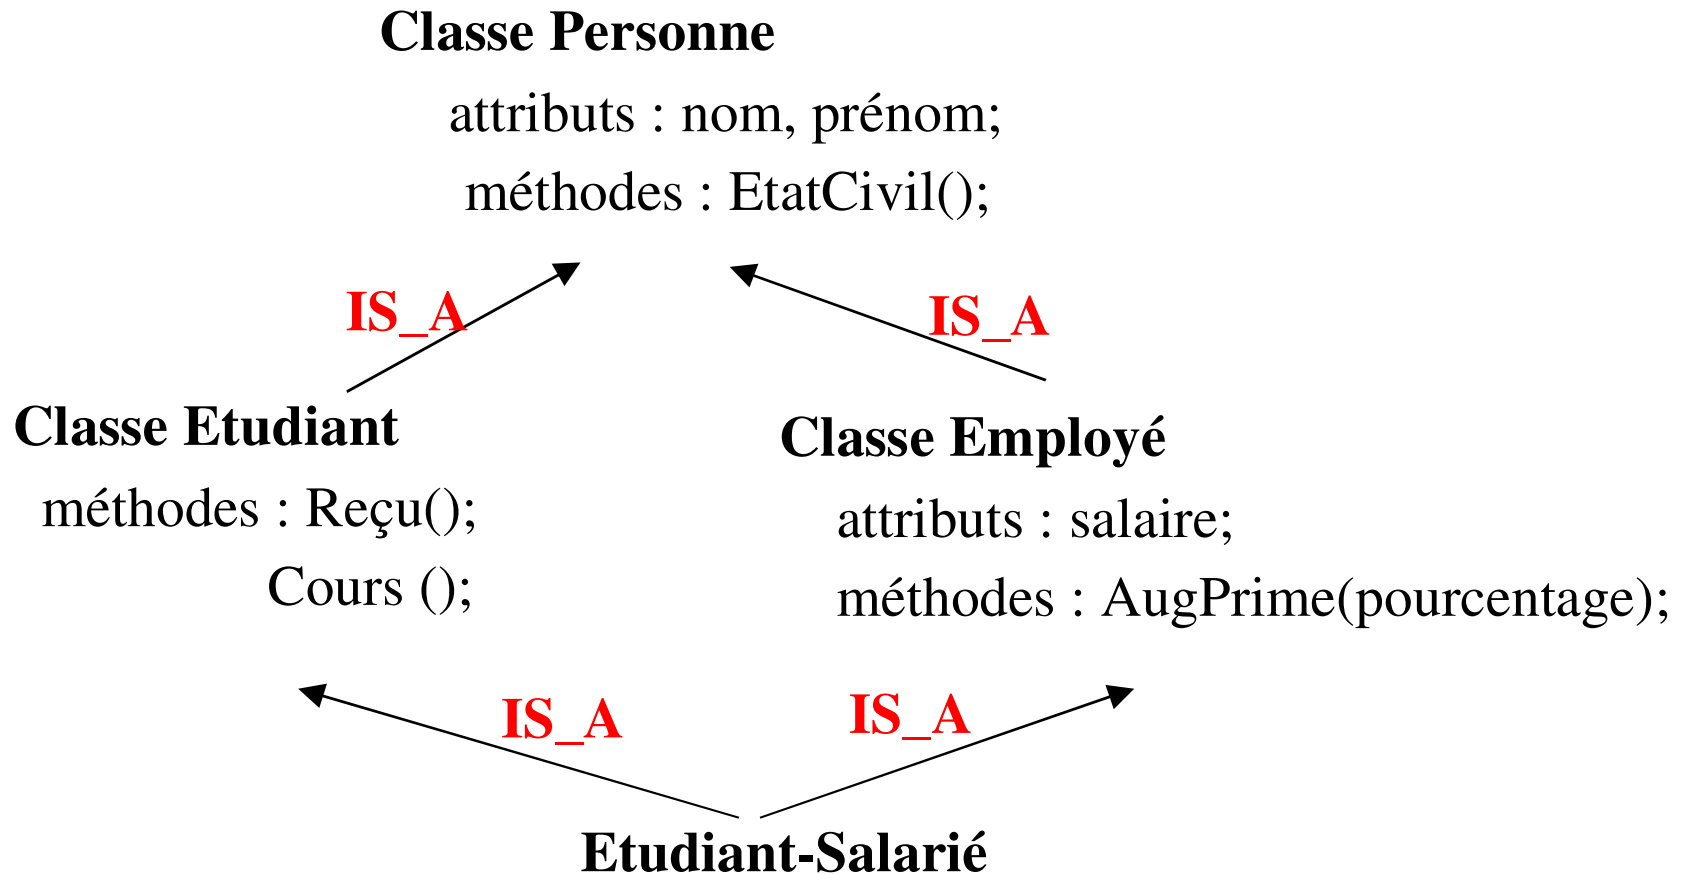 Classe Personne
attributs : nom, prénom;
méthodes : EtatCivil();
IS_A
IS_A
Classe Etudiant
méthodes : Reçu();
Cours ();
Classe Employé
attributs : salaire;
méthodes : AugPrime(pourcentage);
IS_A
IS_A
Etudiant-Salarié